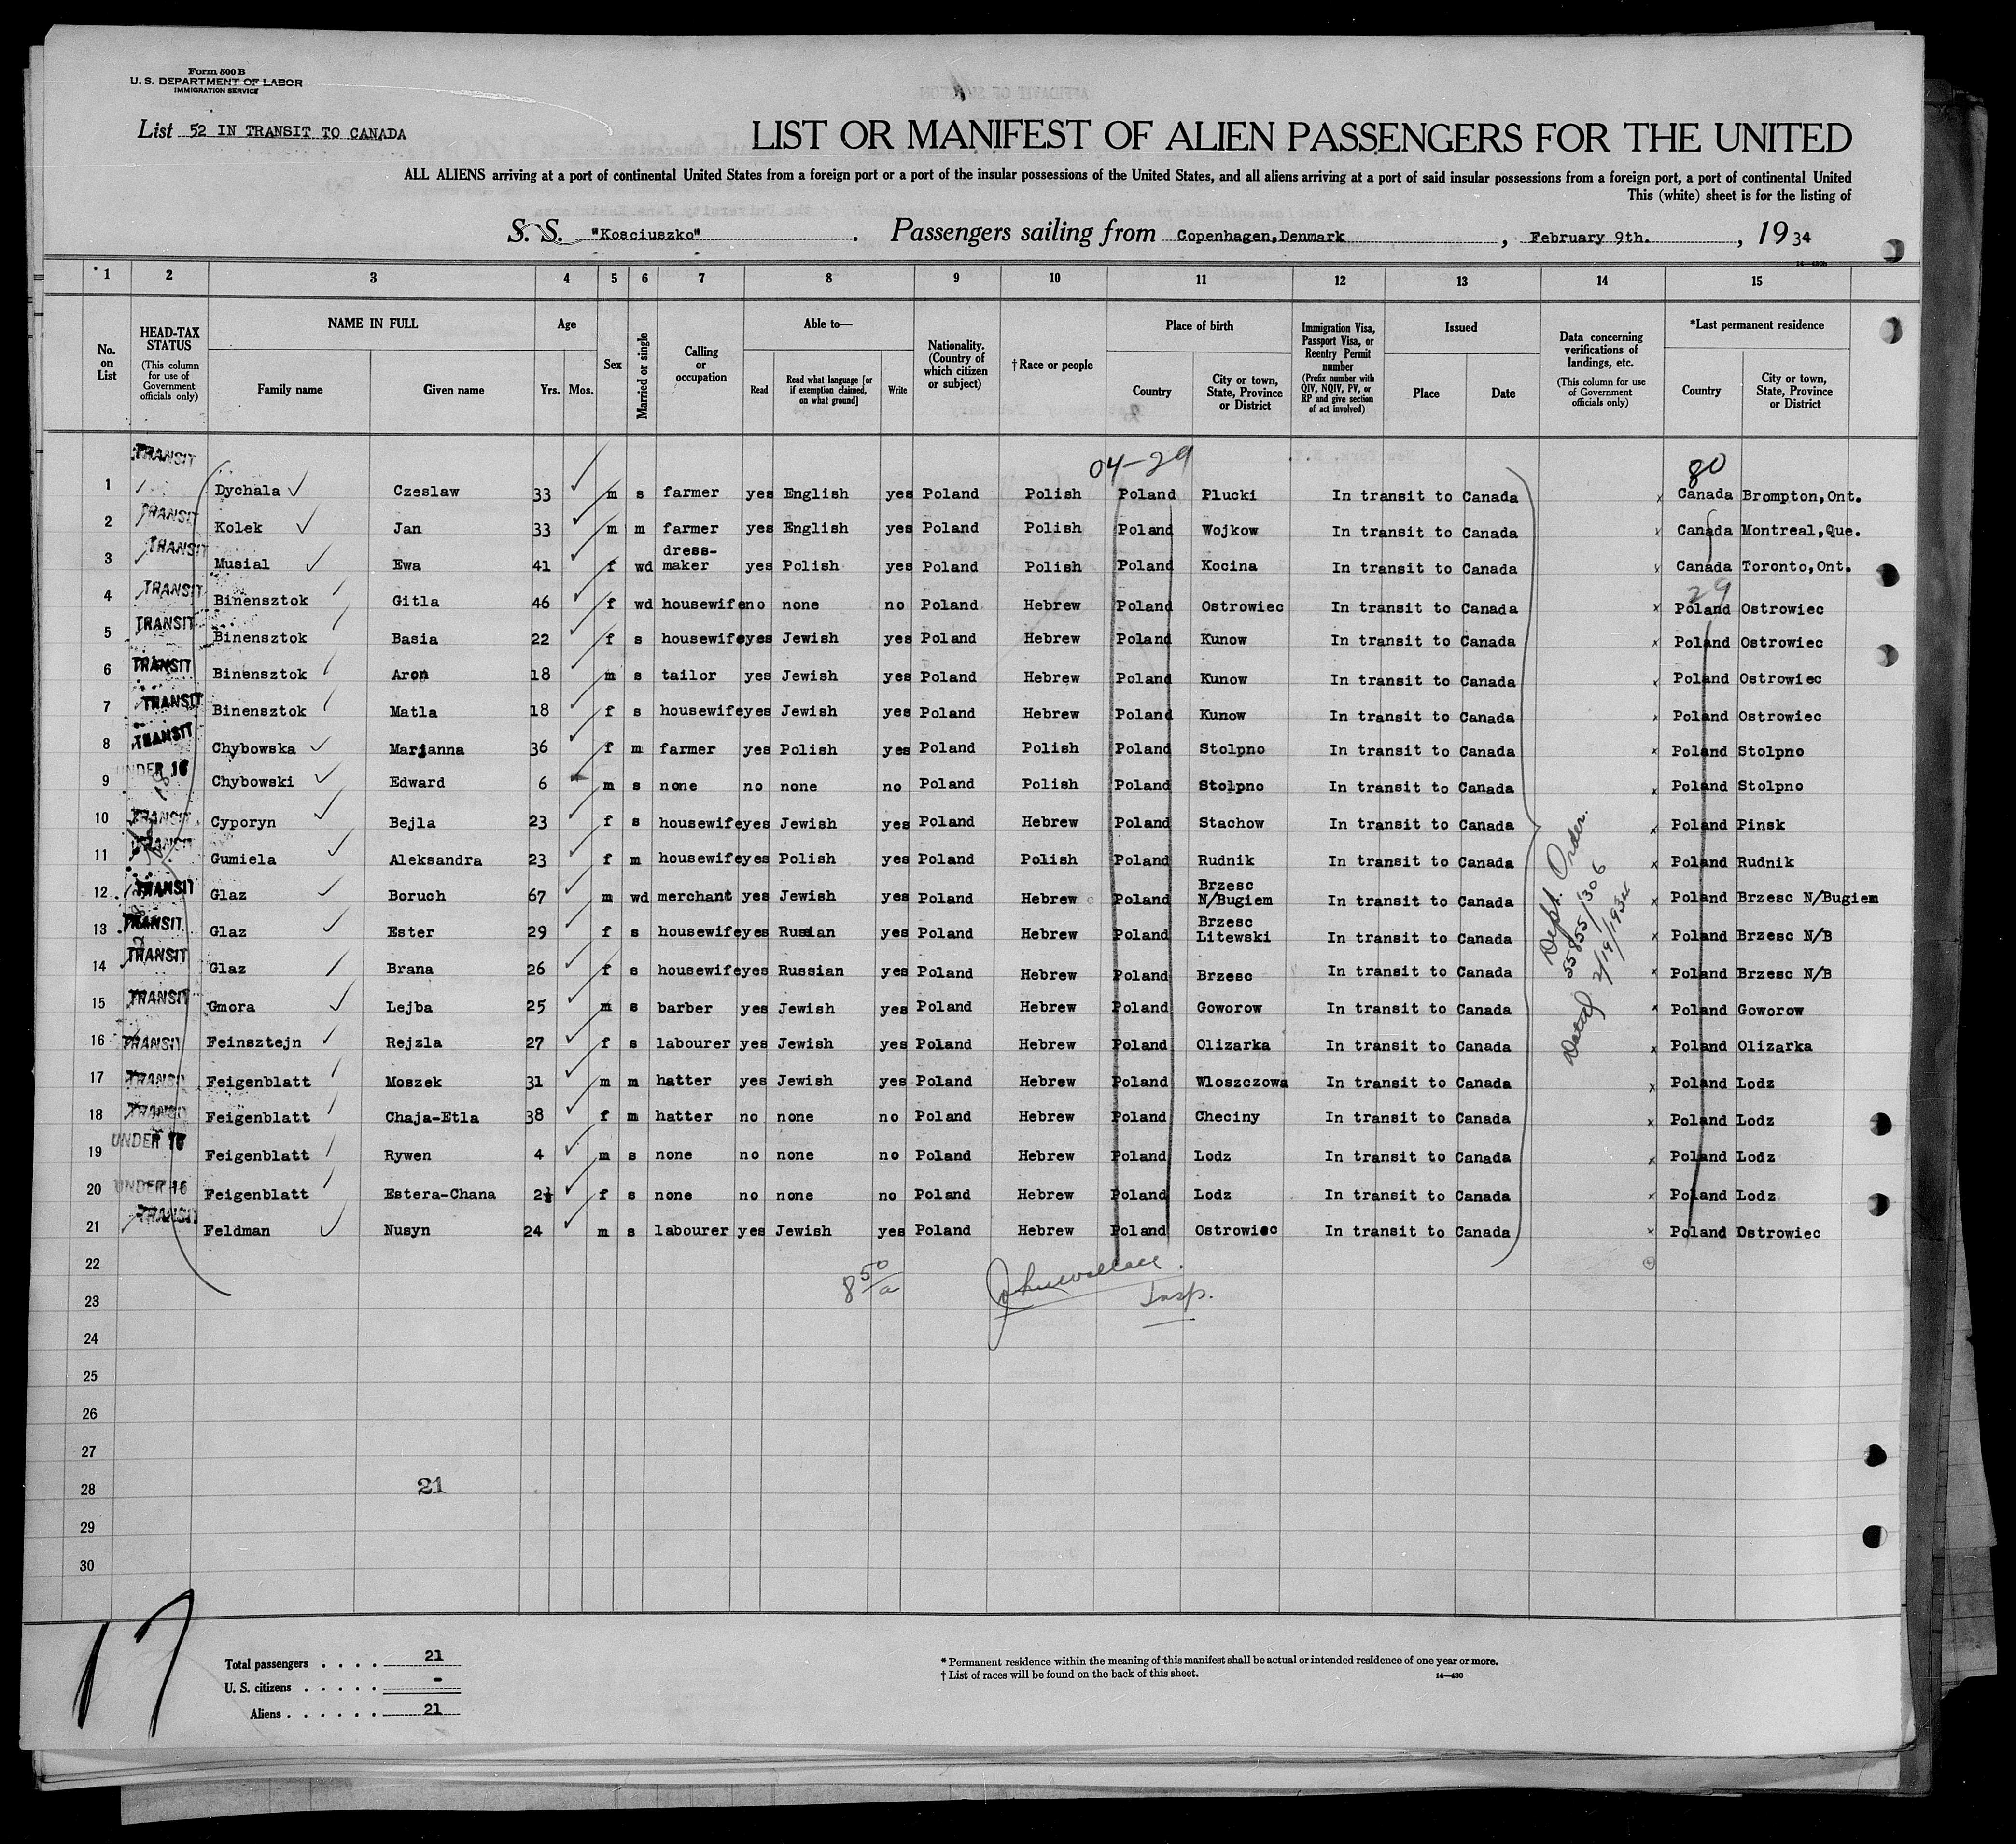 Form 500 B
U. S. DEPARTMENT OF LABOR
IMMIGRATION SERVICE
List 52 IN TRANSIT TO CANADA
LIST OR MANIFEST OF ALIEN PASSENGERS FOR THE UNITED
ALL ALIENS arriving at a port of continental United States from a foreign port or a port of the insular possessions of the United States, and all aliens arriving at a port of said insular possessions from a foreign port, a port of continental United
This (white) sheet is for the listing of
S. S. "Kosciuszko". Passengers sailing from Copenhagen,Denmark, February 9th., 1934
1 2 3 4 5 6 7 8 9 10 11 12 13 14 15
No. on List
HEAD-TAX STATUS (This column for use of Government officials only)
NAME IN FULL Family name Given name
Age Yrs. Mos.
Sex
Married or single
Calling or occupation
Able to— Read Read what language [or if exemption claimed, on what ground] Write
Nationality. (Country of which citizen or subject)
†Race or people
Place of birth Country City or town, State, Province or District
Immigration Visa, Passport Visa, or Reentry Permit number (Prefix number with QIV, NQIV, PV, or RP and give section of act involved)
Issued Place Date
Data concerning verifications of landings, etc. (This column for use of Government officials only)
*Last permanent residence Country City or town, State, Province or District
04-29 80
1 TRANSIT Dychala Czeslaw 33 m s farmer yes English yes Poland Polish Poland Plucki In transit to Canada Canada Brompton,Ont.
2 TRANSIT Kolek Jan 33 m m farmer yes English yes Poland Polish Poland Wojkow In transit to Canada Canada Montreal,Que.
3 TRANSIT Musial Ewa 41 f wd dress-maker yes Polish yes Poland Polish Poland Kocina In transit to Canada Canada Toronto,Ont.
29
4 TRANSIT Binensztok Gitla 46 f wd housewife no none no Poland Hebrew Poland Ostrowiec In transit to Canada Poland Ostrowiec
5 TRANSIT Binensztok Basia 22 f s housewife yes Jewish yes Poland Hebrew Poland Kunow In transit to Canada Poland Ostrowiec
6 TRANSIT Binensztok Aron 18 m s tailor yes Jewish yes Poland Hebrew Poland Kunow In transit to Canada Poland Ostrowiec
7 TRANSIT Binensztok Matla 18 f s housewife yes Jewish yes Poland Hebrew Poland Kunow In transit to Canada Poland Ostrowiec
8 TRANSIT Chybowska Marjanna 36 f m farmer yes Polish yes Poland Polish Poland Stolpno In transit to Canada Poland Stolpno
9 UNDER 16 Chybowski Edward 6 m s none no none no Poland Polish Poland Stolpno In transit to Canada Poland Stolpno
10 TRANSIT Cyporyn Bejla 23 f s housewife yes Jewish yes Poland Hebrew Poland Stachow In transit to Canada Poland Pinsk
11 TRANSIT Gumiela Aleksandra 23 f m housewife yes Polish yes Poland Polish Poland Rudnik In transit to Canada Poland Rudnik
12 TRANSIT Glaz Boruch 67 m wd merchant yes Jewish yes Poland Hebrew Poland Brzesc N/Bugiem In transit to Canada Poland Brzesc N/Bugiem
13 TRANSIT Glaz Ester 29 f s housewife yes Russian yes Poland Hebrew Poland Brzesc Litewski In transit to Canada Poland Brzesc N/B
14 TRANSIT Glaz Brana 26 f s housewife yes Russian yes Poland Hebrew Poland Brzesc In transit to Canada Poland Brzesc N/B
15 TRANSIT Gmora Lejba 25 m s barber yes Jewish yes Poland Hebrew Poland Goworow In transit to Canada Poland Goworow
16 TRANSIT Feinsztejn Rejzla 27 f s labourer yes Jewish yes Poland Hebrew Poland Olizarka In transit to Canada Poland Olizarka
17 TRANSIT Feigenblatt Moszek 31 m m hatter yes Jewish yes Poland Hebrew Poland Wloszczowa In transit to Canada Poland Lodz
18 TRANSIT Feigenblatt Chaja-Etla 38 f m hatter no none no Poland Hebrew Poland Checiny In transit to Canada Poland Lodz
19 UNDER 16 Feigenblatt Rywen 4 m s none no none no Poland Hebrew Poland Lodz In transit to Canada Poland Lodz
20 UNDER 16 Feigenblatt Estera-Chana 2½ f s none no none no Poland Hebrew Poland Lodz In transit to Canada Poland Lodz
21 TRANSIT Feldman Nusyn 24 m s labourer yes Jewish yes Poland Hebrew Poland Ostrowiec In transit to Canada Poland Ostrowiec
Dept. Order.
55855/306
Dated 2/19/1934
22
8 50/a John Wallace. Insp.
23
24
25
26
27
28 21
29
30
17
Total passengers . . . . 21
U. S. citizens . . . . . -
Aliens . . . . . . 21
* Permanent residence within the meaning of this manifest shall be actual or intended residence of one year or more.
† List of races will be found on the back of this sheet.
14—430